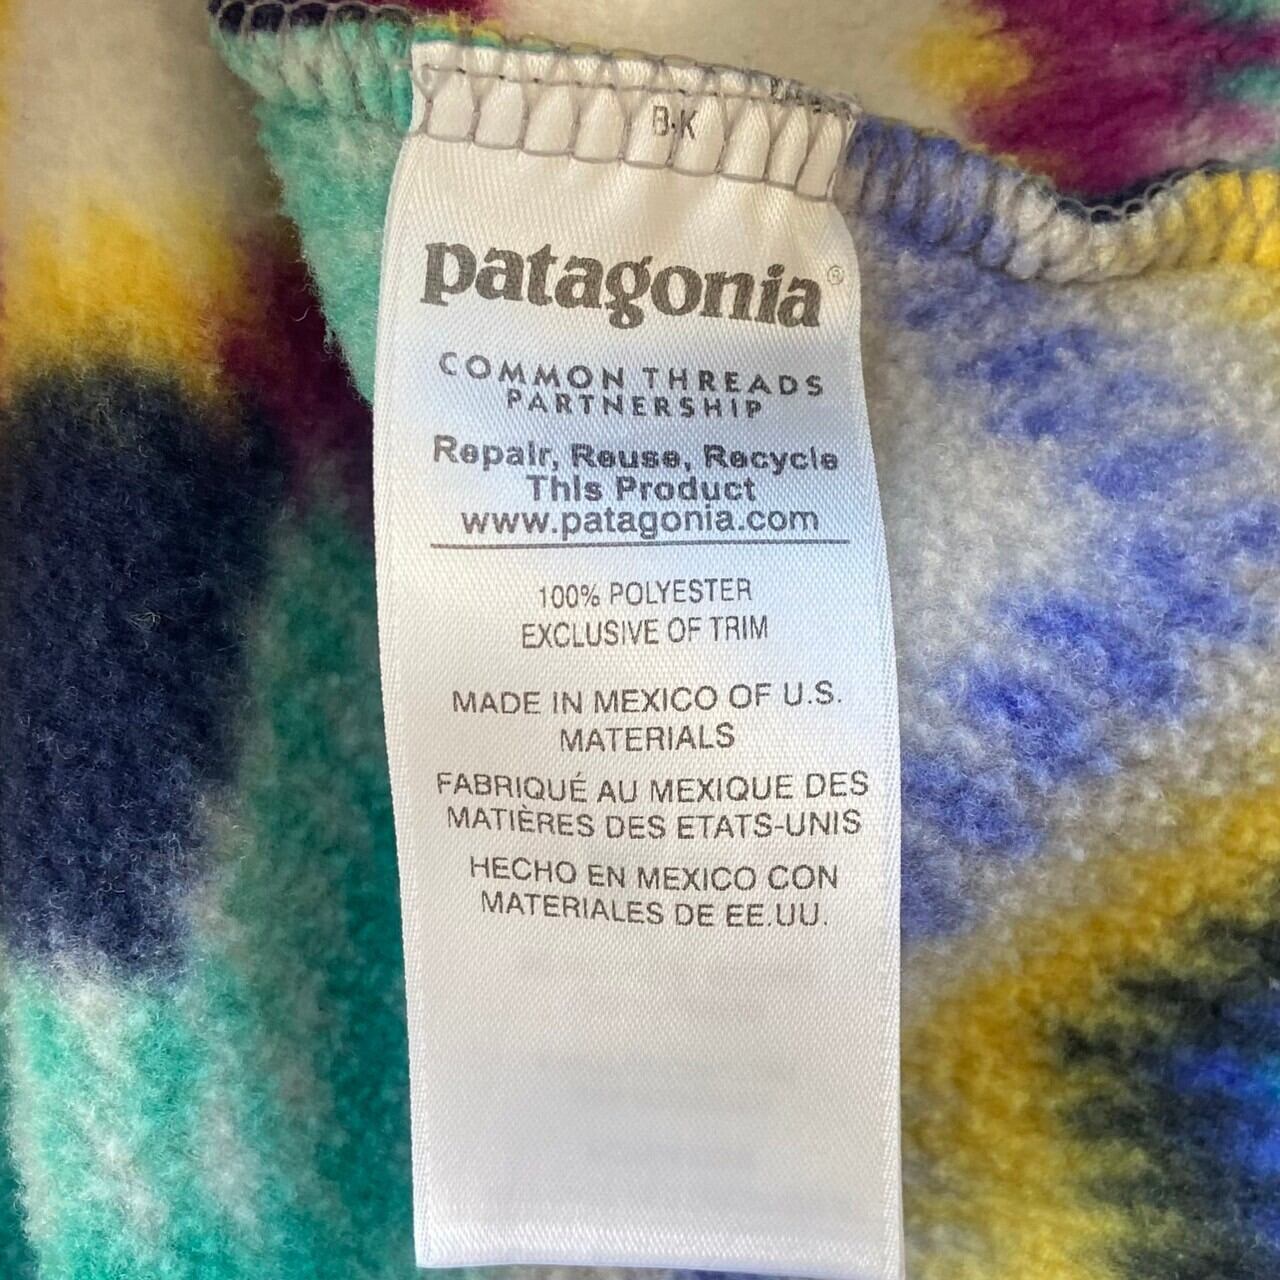 B.K
patagonia®
COMMON THREADS
PARTNERSHIP
Repair, Reuse, Recycle
This Product
www.patagonia.com
100% POLYESTER
EXCLUSIVE OF TRIM
MADE IN MEXICO OF U.S.
MATERIALS
FABRIQUÉ AU MEXIQUE DES
MATIÈRES DES ETATS-UNIS
HECHO EN MEXICO CON
MATERIALES DE EE.UU.